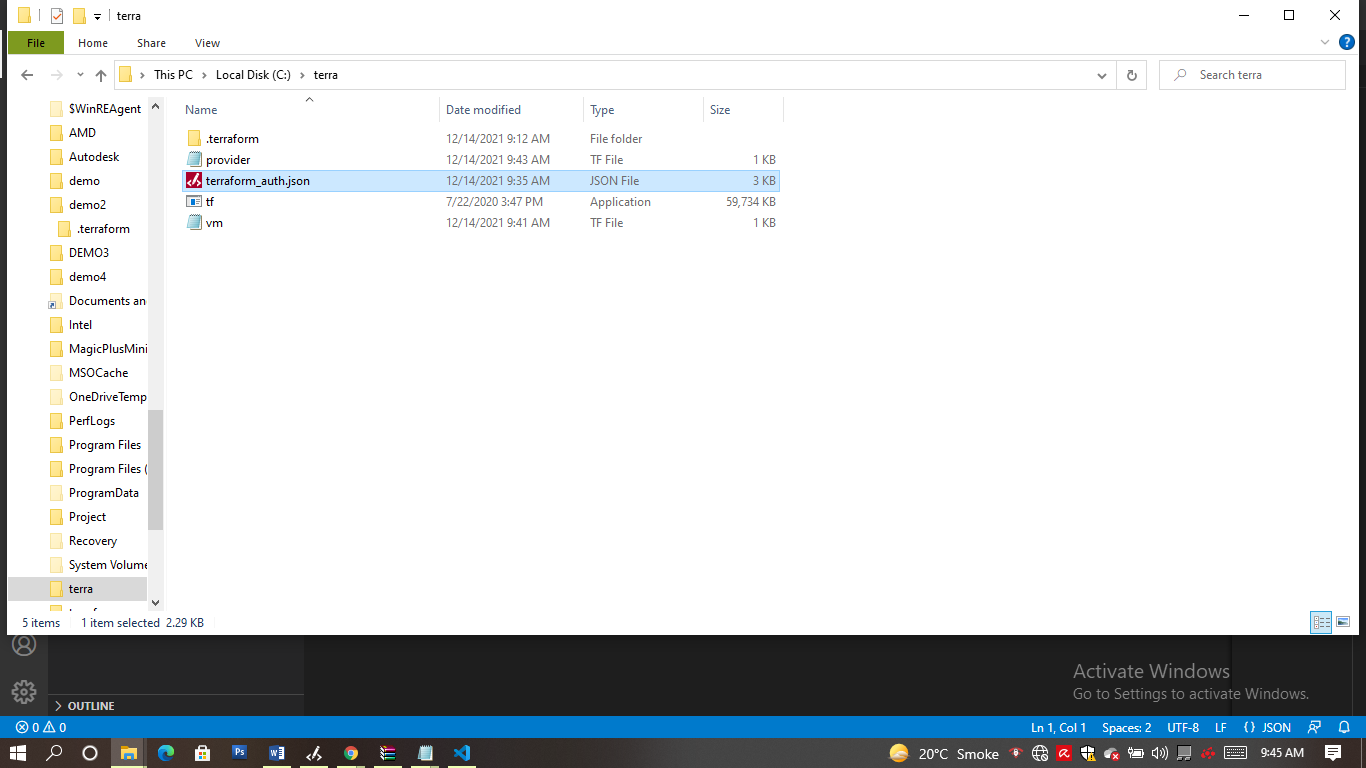 terra
File Home Share View
This PC Local Disk (C:) terra
Search terra
Name Date modified Type Size
.terraform 12/14/2021 9:12 AM File folder
provider 12/14/2021 9:43 AM TF File 1 KB
terraform_auth.json 12/14/2021 9:35 AM JSON File 3 KB
tf 7/22/2020 3:47 PM Application 59,734 KB
vm 12/14/2021 9:41 AM TF File 1 KB
$WinREAgent
AMD
Autodesk
demo
demo2
.terraform
DEMO3
demo4
Documents an
Intel
MagicPlusMini
MSOCache
OneDriveTemp
PerfLogs
Program Files
Program Files (
ProgramData
Project
Recovery
System Volume
terra
5 items 1 item selected 2.29 KB
Activate Windows
Go to Settings to activate Windows.
OUTLINE
0 0 Ln 1, Col 1 Spaces: 2 UTF-8 LF {} JSON
Ps W 20°C Smoke 9:45 AM